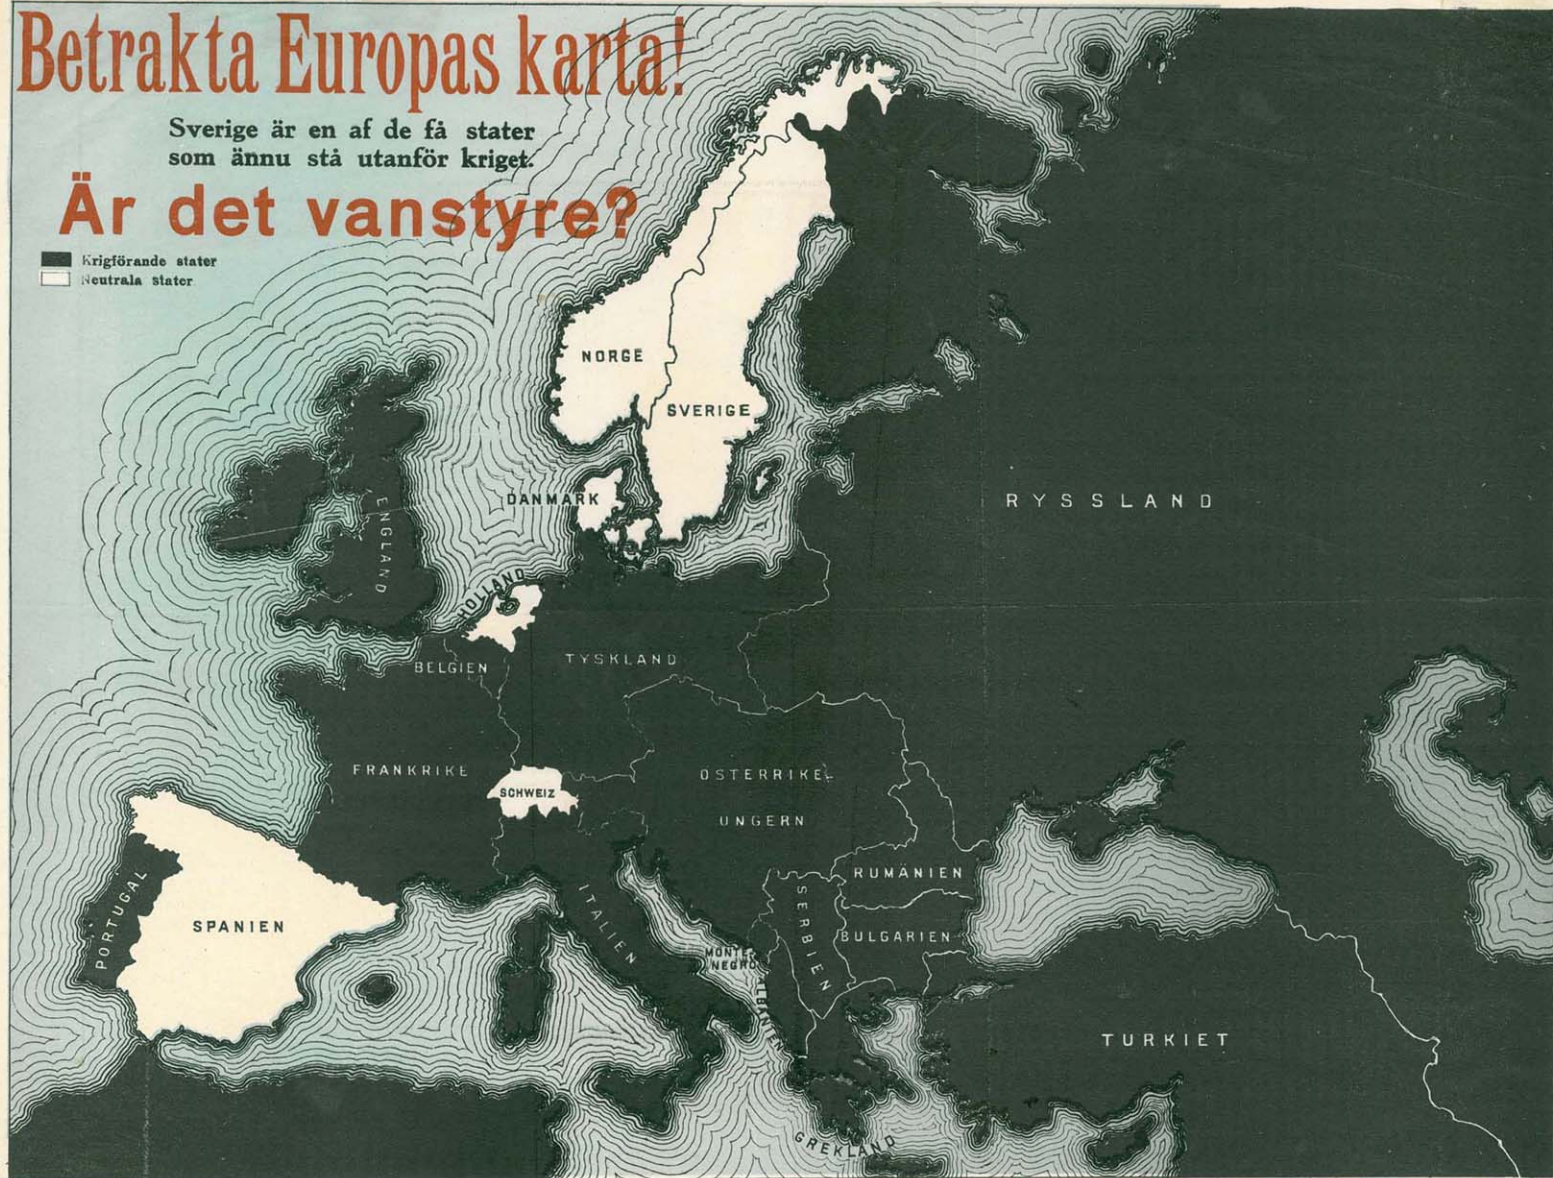 Betrakta Europas karta!
Sverige är en af de få stater
som ännu stå utanför kriget.
Är det vanstyre?
Krigförande stater
Neutrala stater
NORGE
SVERIGE
DANMARK
ENGLAND
RYSSLAND
HOLLAND
BELGIEN
TYSKLAND
FRANKRIKE
SCHWEIZ
ÖSTERRIKE-
UNGERN
RUMÄNIEN
SERBIEN
BULGARIEN
ITALIEN
PORTUGAL
SPANIEN
MONTE-
NEGRO
TURKIET
GREKLAND